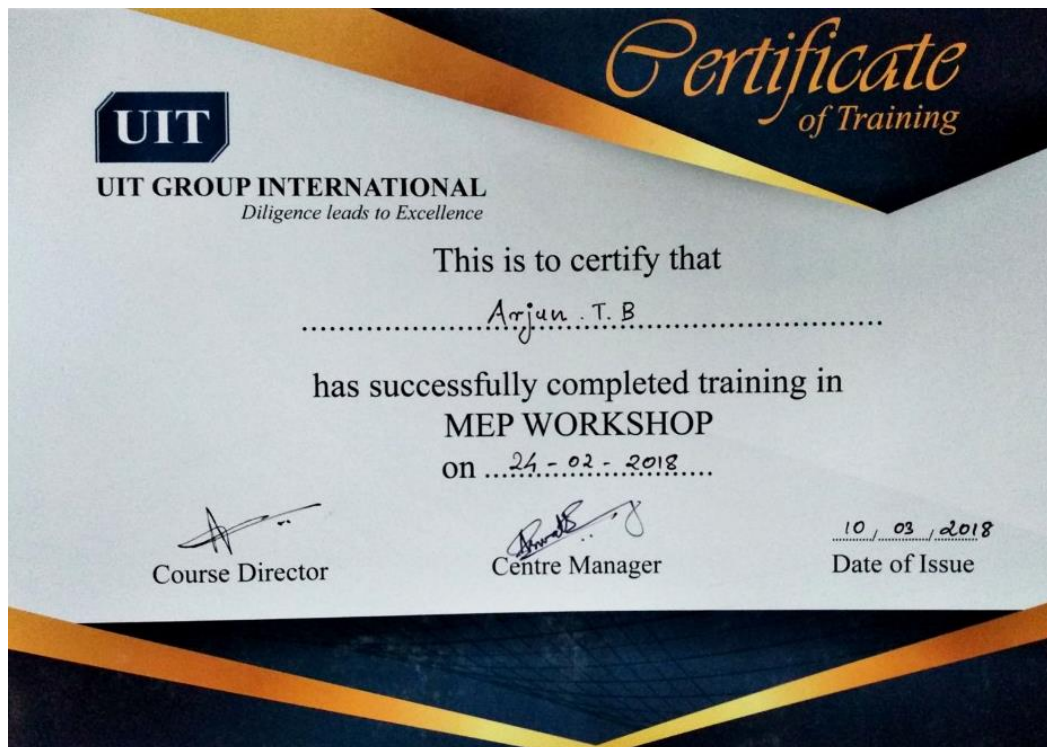 Certificate
of Training
UIT
UIT GROUP INTERNATIONAL
Diligence leads to Excellence
This is to certify that
Arjun . T. B
has successfully completed training in
MEP WORKSHOP
on 24 - 02 - 2018
10 / 03 / 2018
Course Director Centre Manager Date of Issue